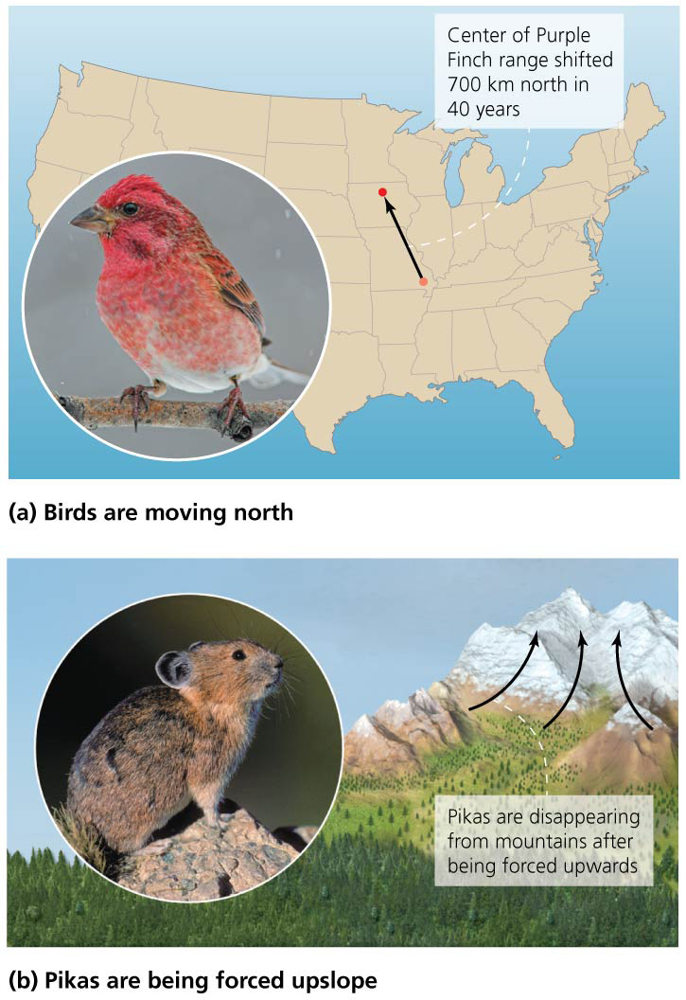 Center of Purple
Finch range shifted
700 km north in
40 years
(a) Birds are moving north
Pikas are disappearing
from mountains after
being forced upwards
(b) Pikas are being forced upslope